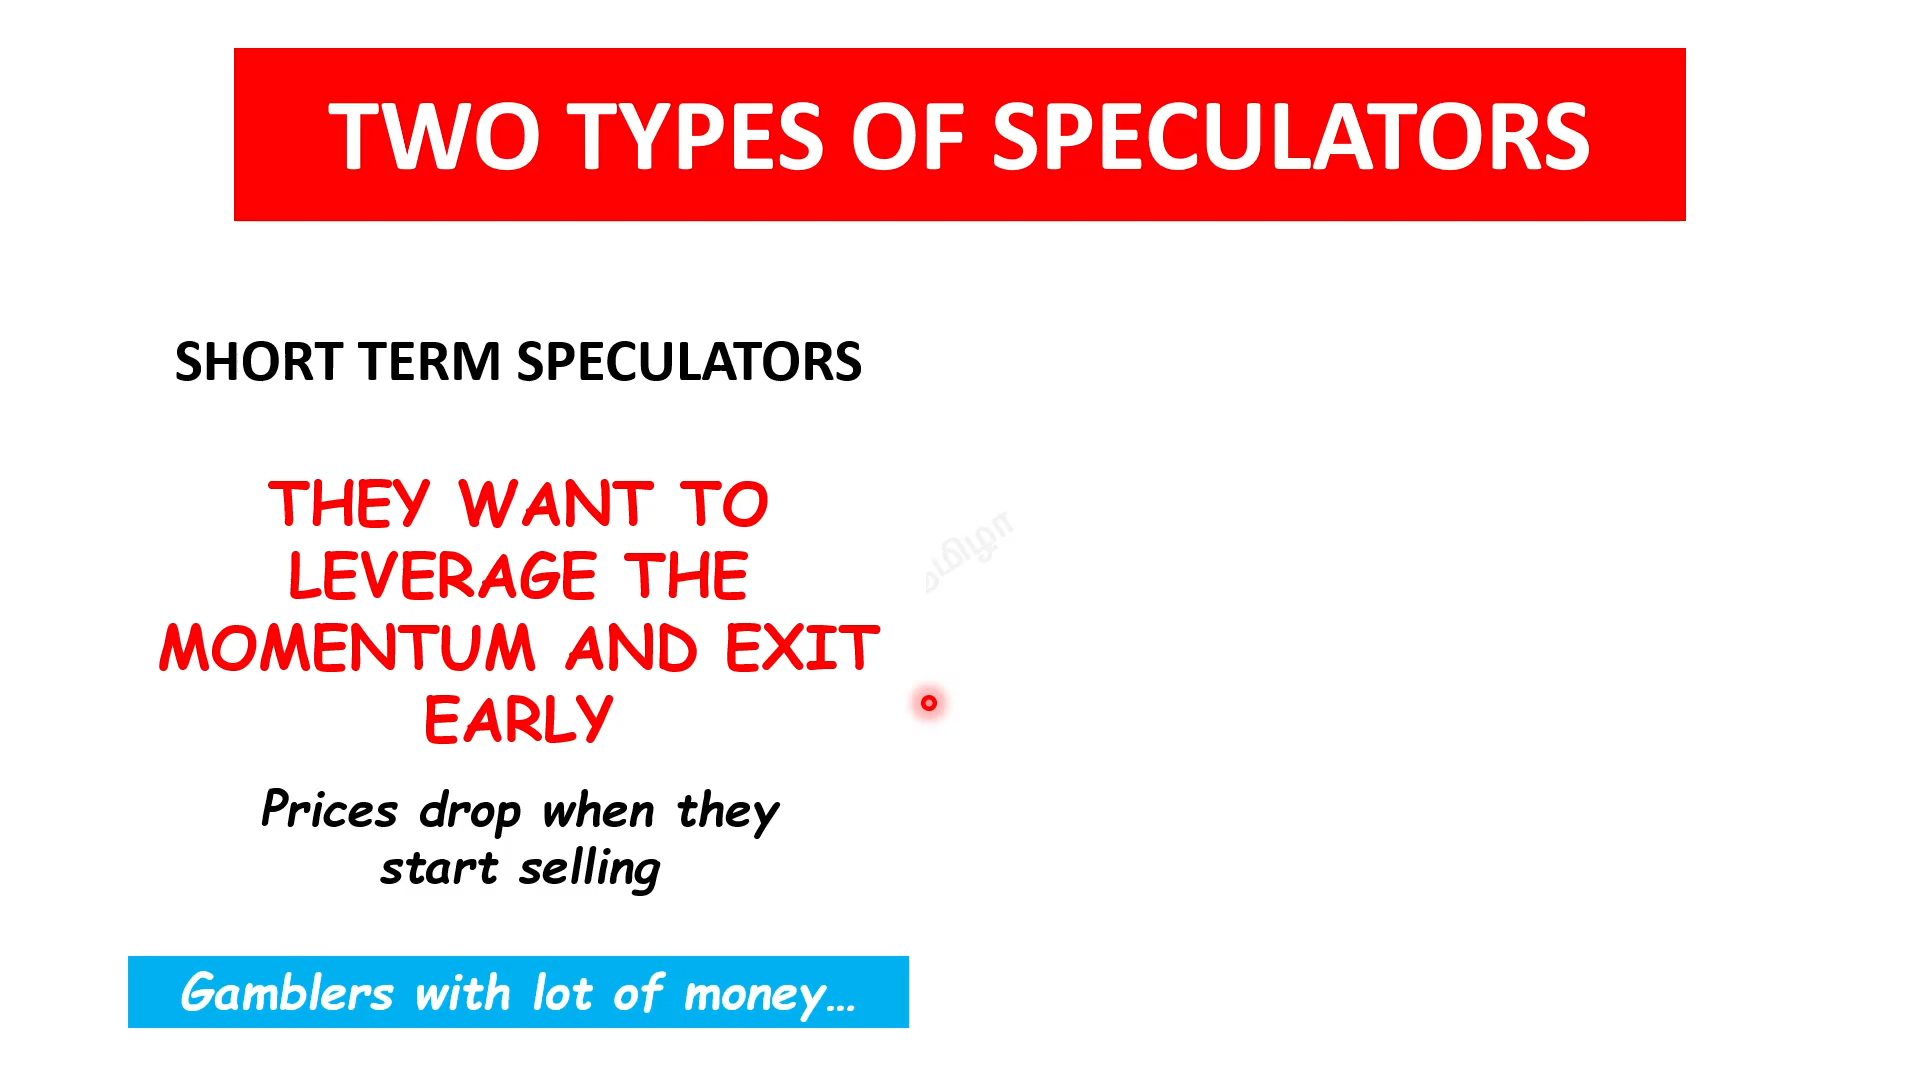 TWO TYPES OF SPECULATORS
SHORT TERM SPECULATORS
THEY WANT TO
LEVERAGE THE
MOMENTUM AND EXIT
EARLY
Prices drop when they
start selling
Gamblers with lot of money...